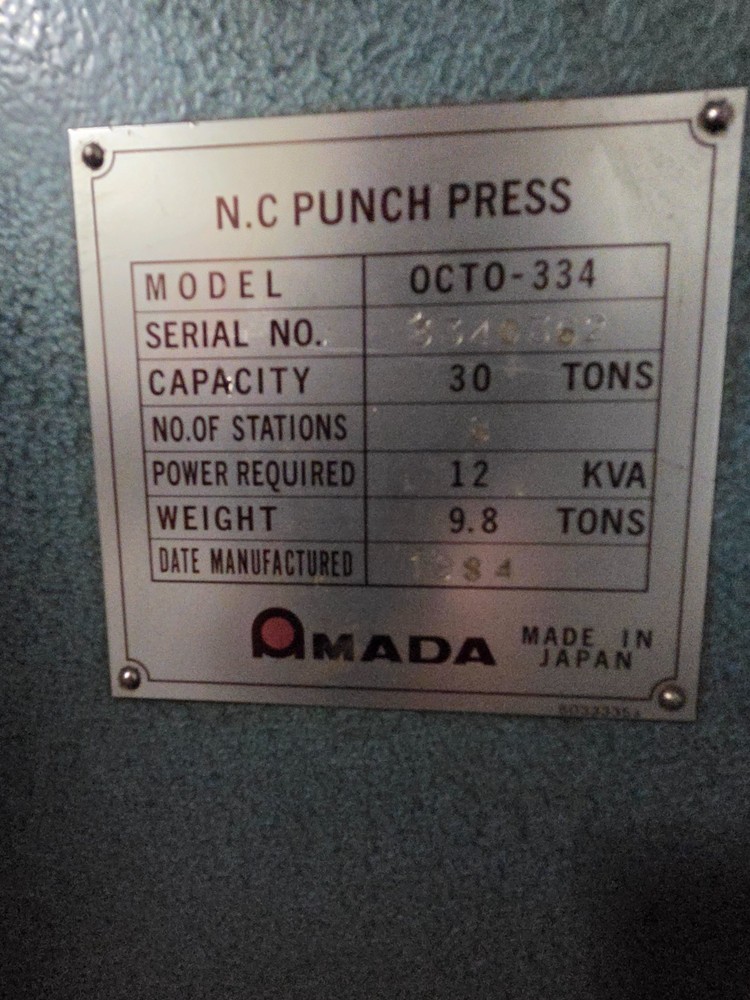 N.C PUNCH PRESS
MODEL OCTO-334
SERIAL NO.
CAPACITY 30 TONS
NO.OF STATIONS
POWER REQUIRED 12 KVA
WEIGHT 9.8 TONS
DATE MANUFACTURED 1984
AMADA MADE IN
JAPAN